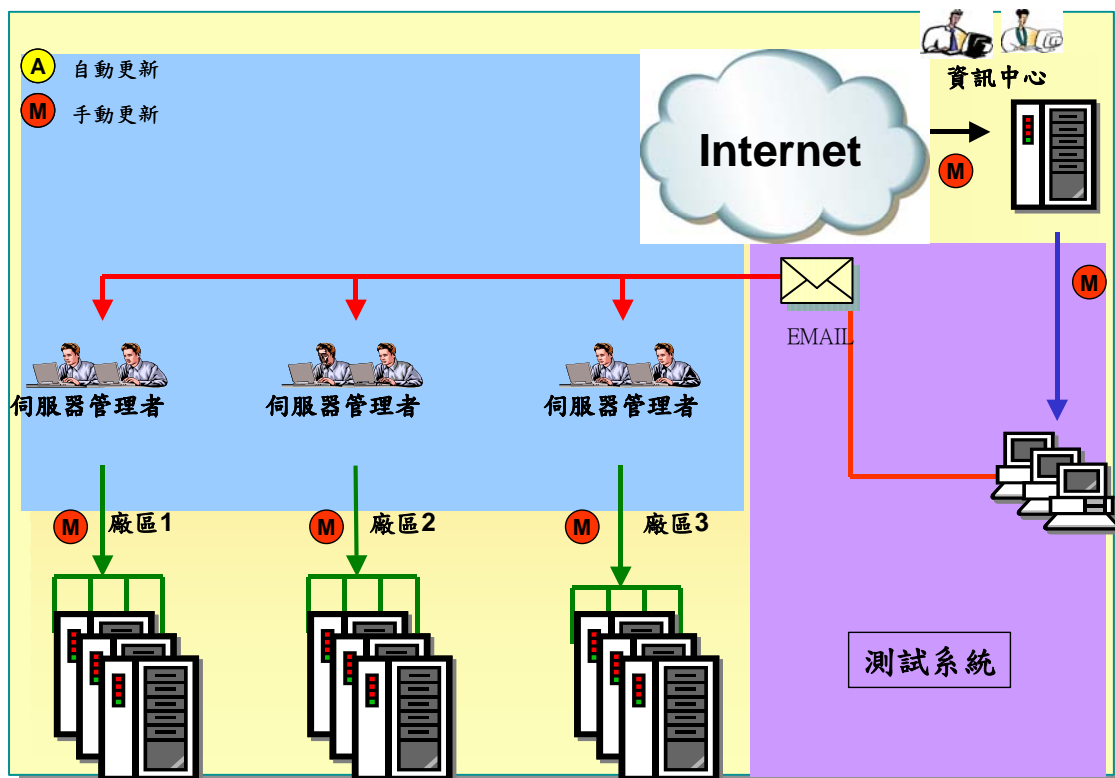 A 自動更新
M 手動更新
資訊中心
Internet
M
M
EMAIL
伺服器管理者
伺服器管理者
伺服器管理者
M 廠區1
M 廠區2
M 廠區3
測試系統